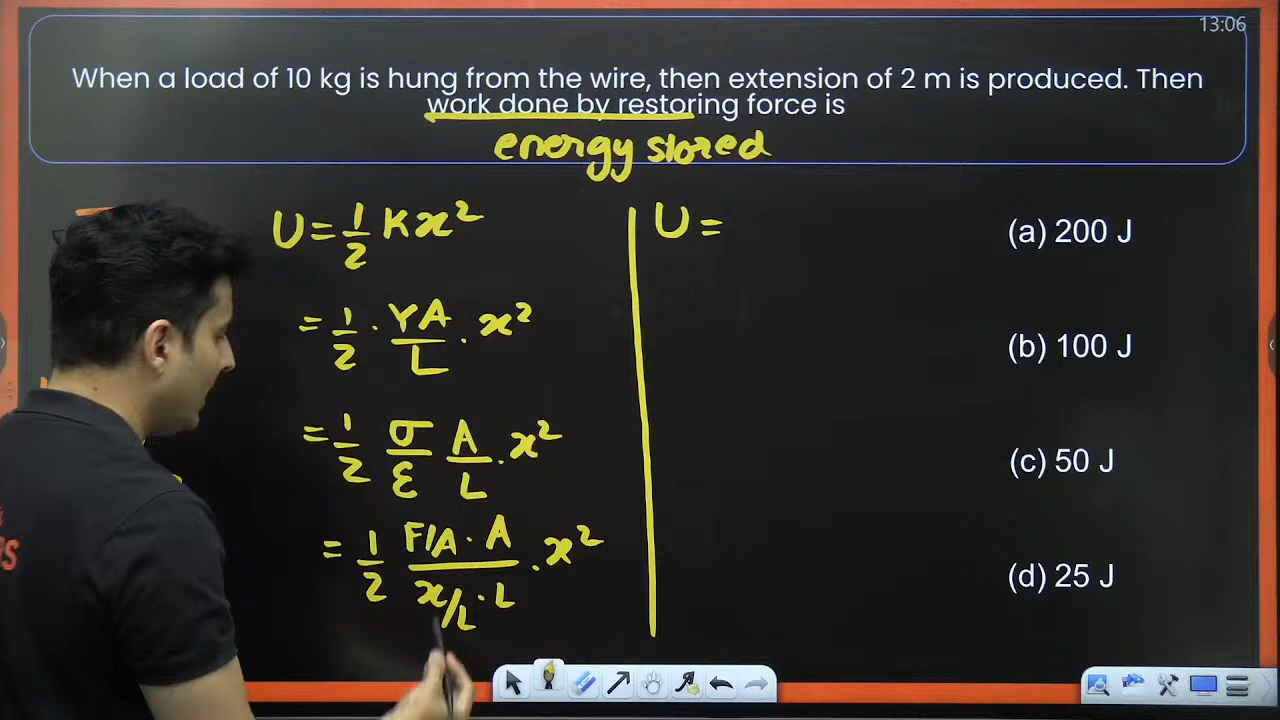 13:06
When a load of 10 kg is hung from the wire, then extension of 2 m is produced. Then
work done by restoring force is
energy stored
U = 1/2 K x²
= 1/2 · YA/L · x²
= 1/2 σ/ε A/L · x²
= 1/2 F/A · A / x/L · L · x²
U =
(a) 200 J
(b) 100 J
(c) 50 J
(d) 25 J